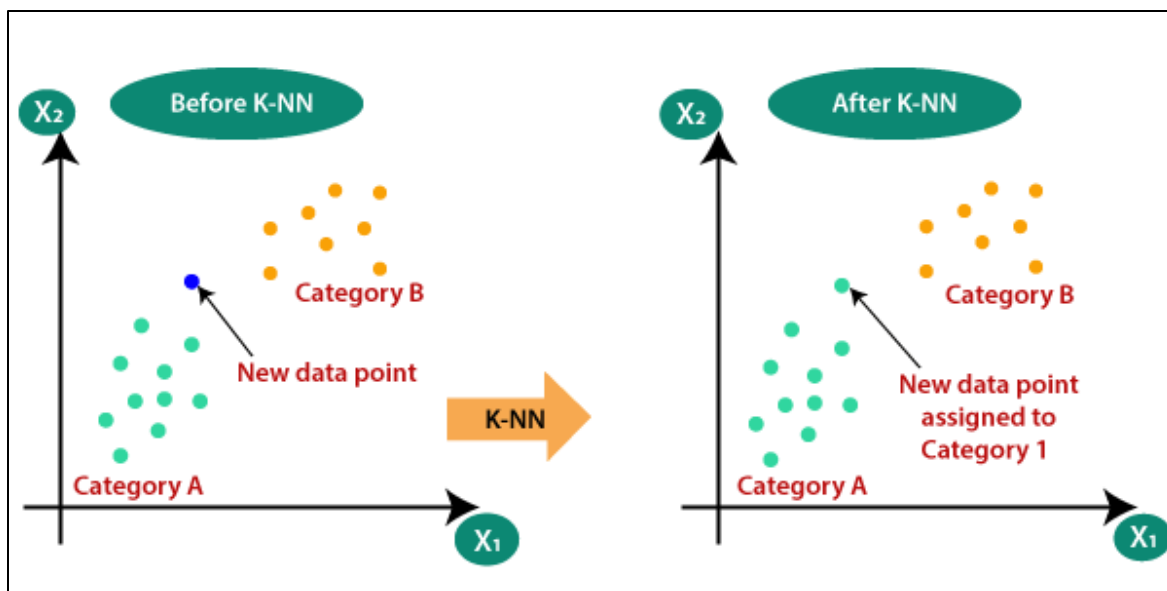 Before K-NN
X₂
Category B
New data point
Category A
X₁
K-NN
After K-NN
X₂
Category B
New data point
assigned to
Category 1
Category A
X₁